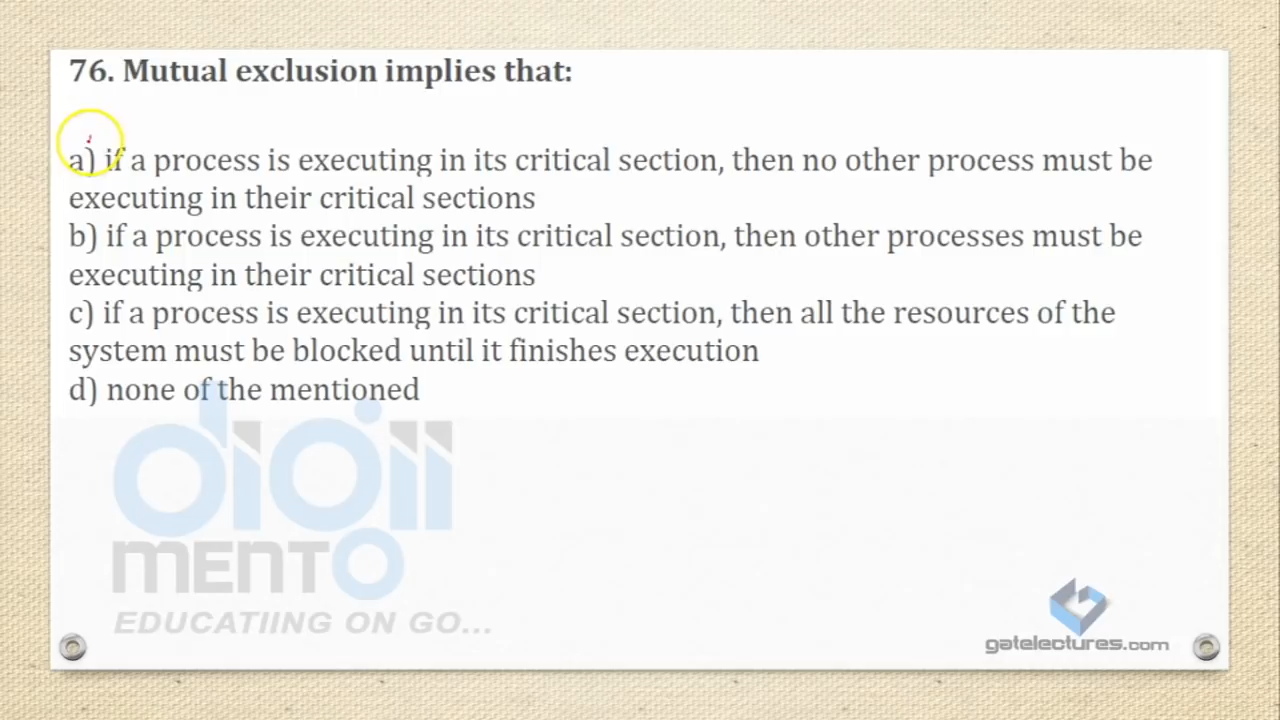 76. Mutual exclusion implies that:
a) if a process is executing in its critical section, then no other process must be
executing in their critical sections
b) if a process is executing in its critical section, then other processes must be
executing in their critical sections
c) if a process is executing in its critical section, then all the resources of the
system must be blocked until it finishes execution
d) none of the mentioned
digii
MENTO
EDUCATIING ON GO...
gatelectures.com